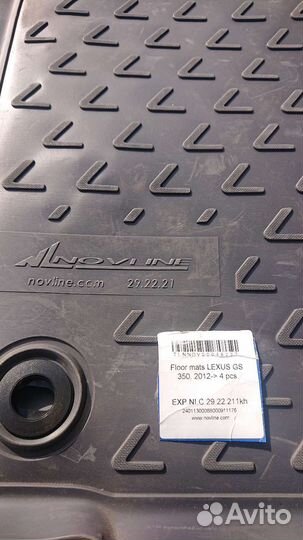 NOVLINE
novline.com 29.22.21
Floor mats LEXUS GS
350, 2012-> 4 pcs
EXP.NLC.29.22.211kh
www.novline.com
Avito